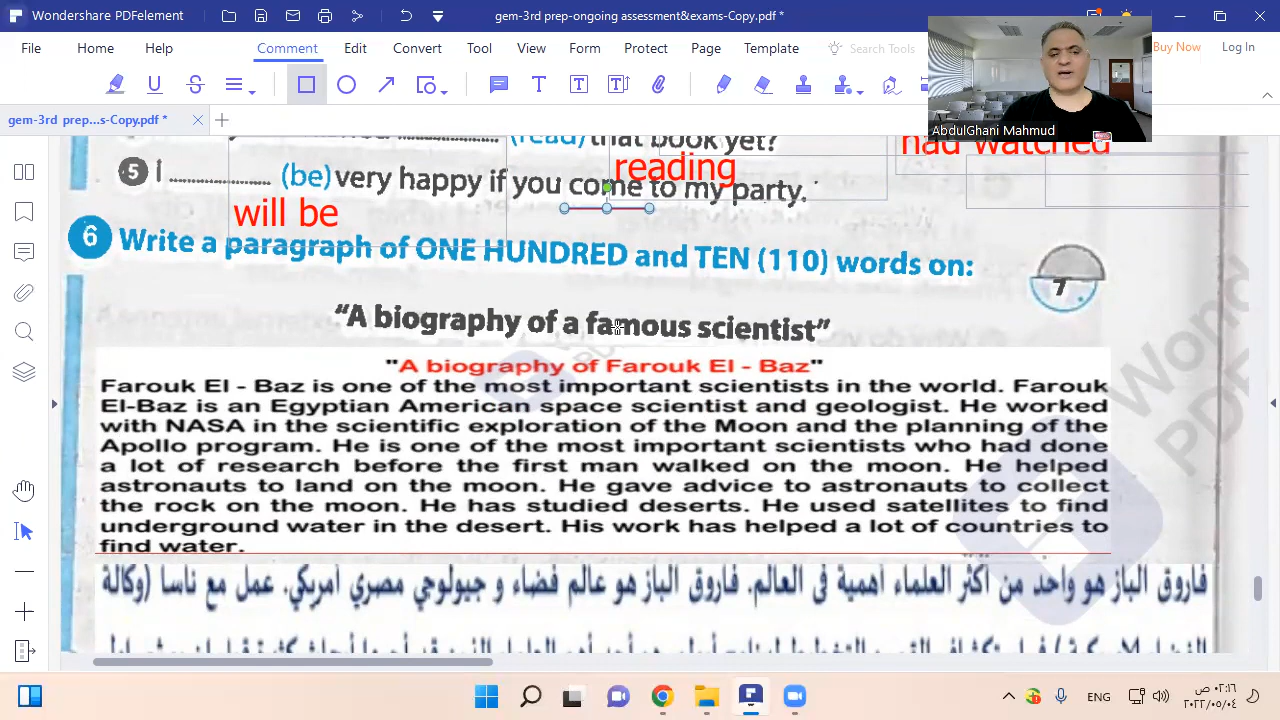 Wondershare PDFelement
gem-3rd prep-ongoing assessment&exams-Copy.pdf *
File Home Help Comment Edit Convert Tool View Form Protect Page Template Search Tools Buy Now Log In
gem-3rd prep...s-Copy.pdf *
AbdulGhani Mahmud
(read) that book yet?
had watched
reading
5 I .................... (be) very happy if you come to my party.
will be
6 Write a paragraph of ONE HUNDRED and TEN (110) words on:
7
"A biography of a famous scientist"
"A biography of Farouk El - Baz"
Farouk El - Baz is one of the most important scientists in the world. Farouk
El-Baz is an Egyptian American space scientist and geologist. He worked
with NASA in the scientific exploration of the Moon and the planning of the
Apollo program. He is one of the most important scientists who had done
a lot of research before the first man walked on the moon. He helped
astronauts to land on the moon. He gave advice to astronauts to collect
the rock on the moon. He has studied deserts. He used satellites to find
underground water in the desert. His work has helped a lot of countries to
find water.
فاروق الباز هو واحد من أكثر العلماء أهمية فى العالم. فاروق الباز هو عالم فضاء و جيولوجي مصري أمريكي. عمل مع ناسا (وكالة
ENG
٠٢:١٦ ص